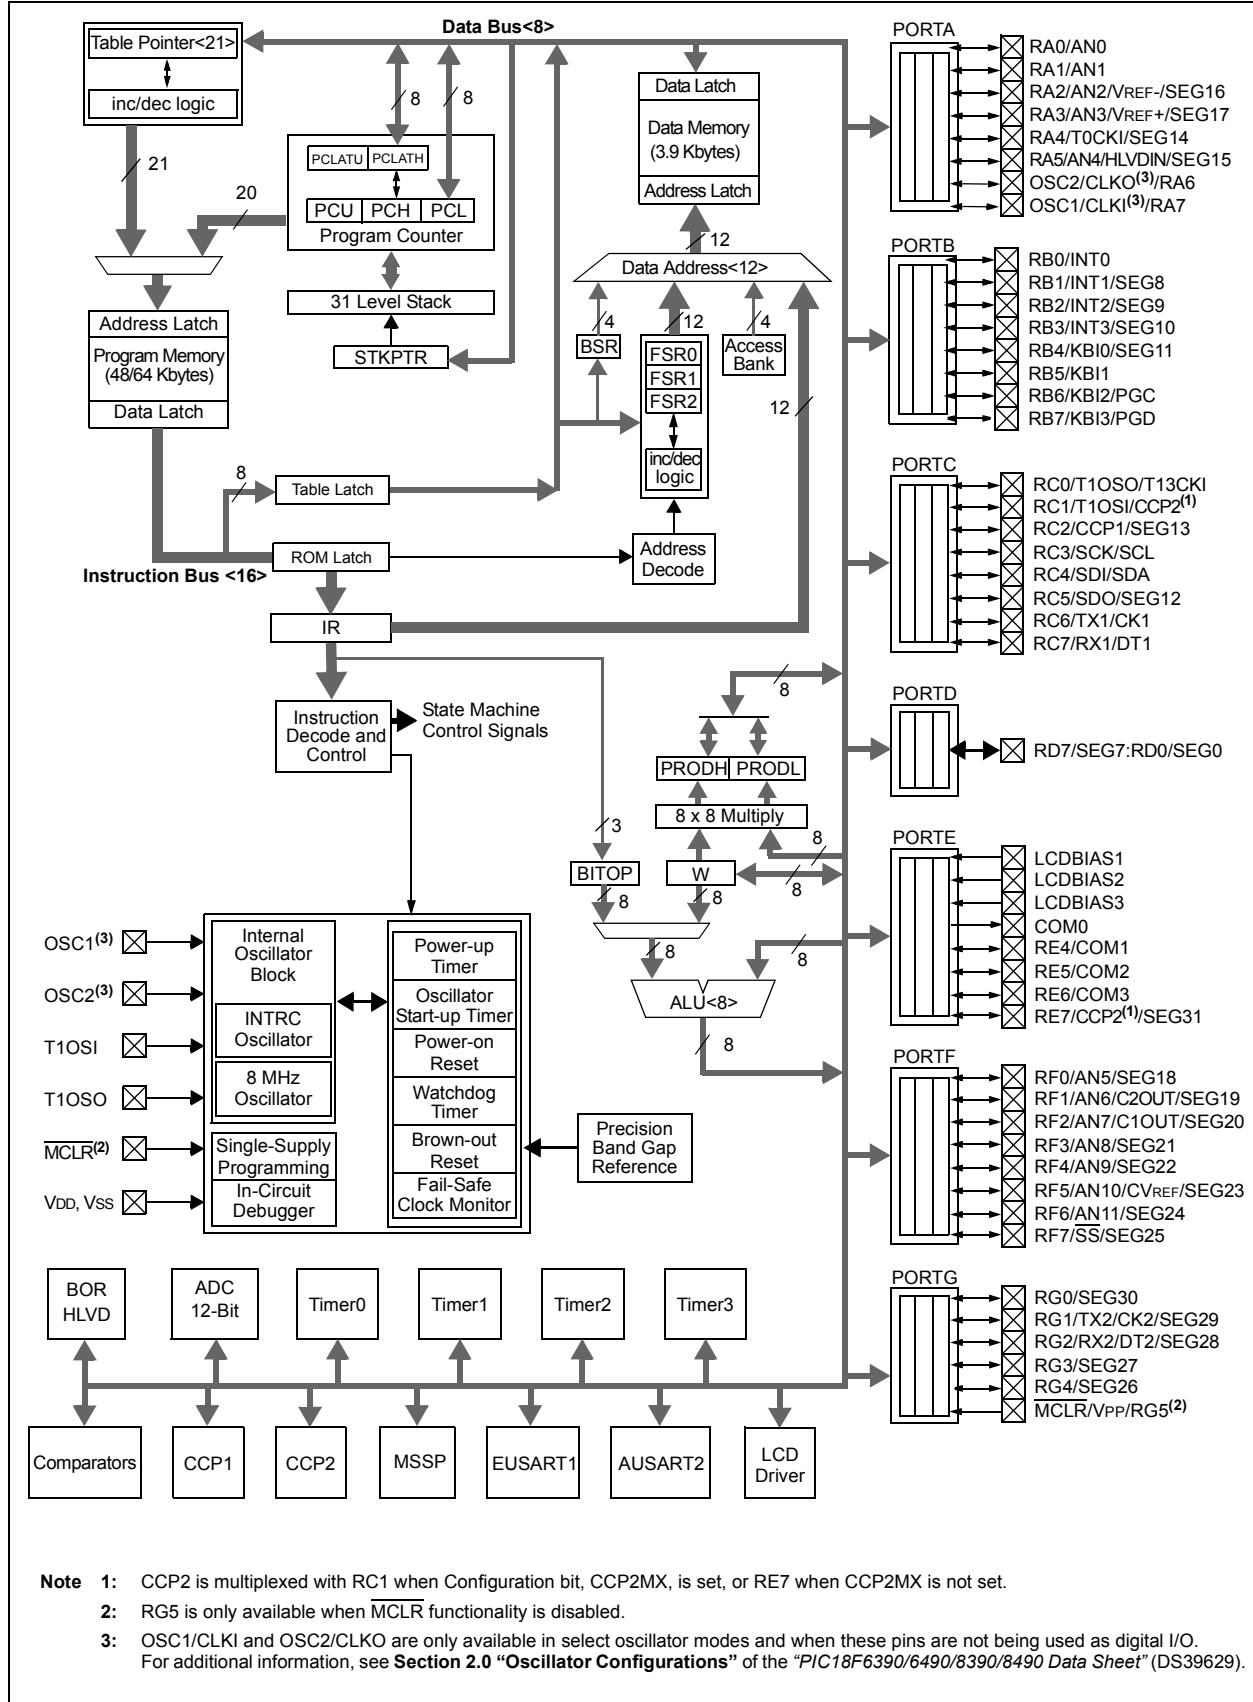 Data Bus<8>
Table Pointer<21>
inc/dec logic
21
20
8
8
PCLATU PCLATH
PCU PCH PCL
Program Counter
31 Level Stack
STKPTR
Address Latch
Program Memory
(48/64 Kbytes)
Data Latch
8
Table Latch
ROM Latch
Instruction Bus <16>
IR
Data Latch
Data Memory
(3.9 Kbytes)
Address Latch
12
Data Address<12>
4
12
4
BSR
FSR0
FSR1
FSR2
inc/dec
logic
Access
Bank
12
Address
Decode
Instruction
Decode and
Control
State Machine
Control Signals
8
PRODH PRODL
8 x 8 Multiply
3
8
BITOP
W
8
8
8
8
8
ALU<8>
8
OSC1(3)
OSC2(3)
T1OSI
T1OSO
MCLR(2)
VDD, VSS
Internal
Oscillator
Block
INTRC
Oscillator
8 MHz
Oscillator
Single-Supply
Programming
In-Circuit
Debugger
Power-up
Timer
Oscillator
Start-up Timer
Power-on
Reset
Watchdog
Timer
Brown-out
Reset
Fail-Safe
Clock Monitor
Precision
Band Gap
Reference
BOR
HLVD
ADC
12-Bit
Timer0
Timer1
Timer2
Timer3
Comparators
CCP1
CCP2
MSSP
EUSART1
AUSART2
LCD
Driver
PORTA
RA0/AN0
RA1/AN1
RA2/AN2/VREF-/SEG16
RA3/AN3/VREF+/SEG17
RA4/T0CKI/SEG14
RA5/AN4/HLVDIN/SEG15
OSC2/CLKO(3)/RA6
OSC1/CLKI(3)/RA7
PORTB
RB0/INT0
RB1/INT1/SEG8
RB2/INT2/SEG9
RB3/INT3/SEG10
RB4/KBI0/SEG11
RB5/KBI1
RB6/KBI2/PGC
RB7/KBI3/PGD
PORTC
RC0/T1OSO/T13CKI
RC1/T1OSI/CCP2(1)
RC2/CCP1/SEG13
RC3/SCK/SCL
RC4/SDI/SDA
RC5/SDO/SEG12
RC6/TX1/CK1
RC7/RX1/DT1
PORTD
RD7/SEG7:RD0/SEG0
PORTE
LCDBIAS1
LCDBIAS2
LCDBIAS3
COM0
RE4/COM1
RE5/COM2
RE6/COM3
RE7/CCP2(1)/SEG31
PORTF
RF0/AN5/SEG18
RF1/AN6/C2OUT/SEG19
RF2/AN7/C1OUT/SEG20
RF3/AN8/SEG21
RF4/AN9/SEG22
RF5/AN10/CVREF/SEG23
RF6/AN11/SEG24
RF7/SS/SEG25
PORTG
RG0/SEG30
RG1/TX2/CK2/SEG29
RG2/RX2/DT2/SEG28
RG3/SEG27
RG4/SEG26
MCLR/VPP/RG5(2)
Note 1: CCP2 is multiplexed with RC1 when Configuration bit, CCP2MX, is set, or RE7 when CCP2MX is not set.
2: RG5 is only available when MCLR functionality is disabled.
3: OSC1/CLKI and OSC2/CLKO are only available in select oscillator modes and when these pins are not being used as digital I/O.
For additional information, see Section 2.0 “Oscillator Configurations” of the “PIC18F6390/6490/8390/8490 Data Sheet” (DS39629).